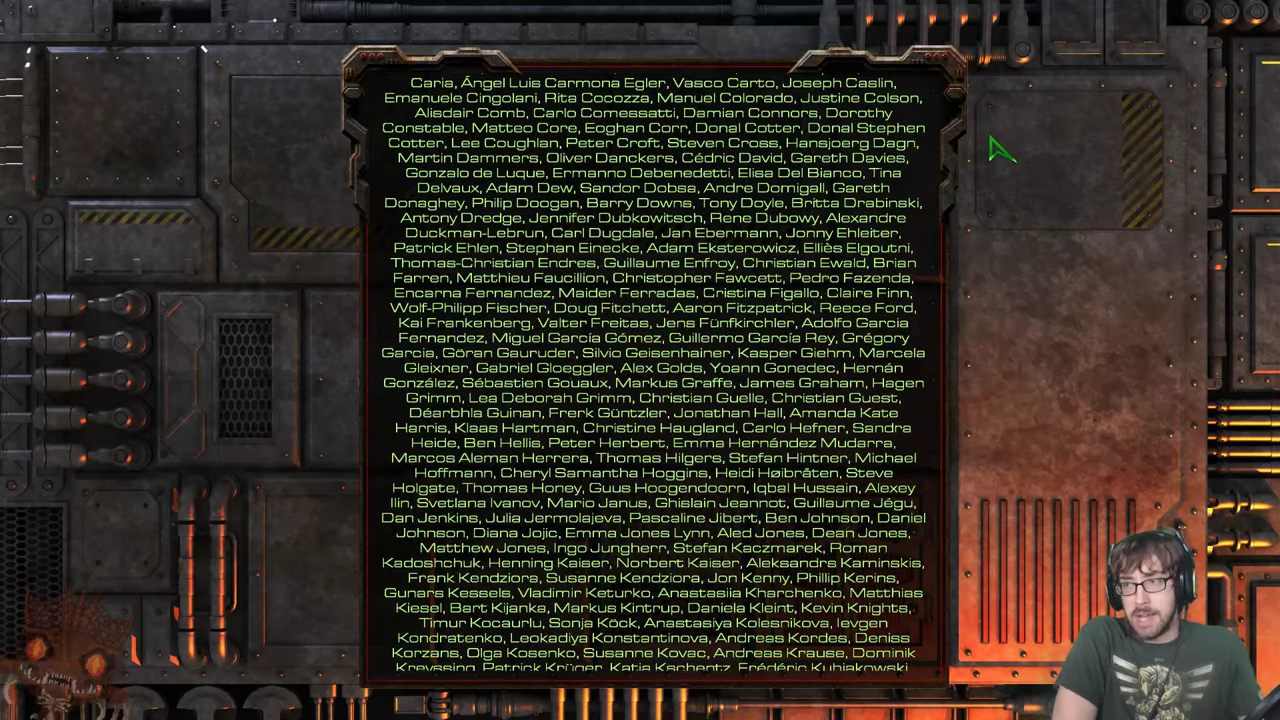 Caria, Ángel Luis Carmona Egler, Vasco Carto, Joseph Caslin,
Emanuele Cingolani, Rita Cocozza, Manuel Colorado, Justine Colson,
Alisdair Comb, Carlo Comessatti, Damian Connors, Dorothy
Constable, Matteo Core, Eoghan Corr, Donal Cotter, Donal Stephen
Cotter, Lee Coughlan, Peter Croft, Steven Cross, Hansjoerg Dagn,
Martin Dammers, Oliver Danckers, Cédric David, Gareth Davies,
Gonzalo de Luque, Ermanno Debenedetti, Elisa Del Bianco, Tina
Delvaux, Adam Dew, Sandor Dobsa, Andre Domigall, Gareth
Donaghey, Philip Doogan, Barry Downs, Tony Doyle, Britta Drabinski,
Antony Dredge, Jennifer Dubkowitsch, Rene Dubowy, Alexandre
Duckman-Lebrun, Carl Dugdale, Jan Ebermann, Jonny Ehleiter,
Patrick Ehlen, Stephan Einecke, Adam Eksterowicz, Elliès Elgoutni,
Thomas-Christian Endres, Guillaume Enfroy, Christian Ewald, Brian
Farren, Matthieu Faucillion, Christopher Fawcett, Pedro Fazenda,
Encarna Fernandez, Maider Ferradas, Cristina Figallo, Claire Finn,
Wolf-Philipp Fischer, Doug Fitchett, Aaron Fitzpatrick, Reece Ford,
Kai Frankenberg, Valter Freitas, Jens Fünfkirchler, Adolfo Garcia
Fernandez, Miguel García Gómez, Guillermo García Rey, Grégory
Garcia, Göran Gauruder, Silvio Geisenhainer, Kasper Giehm, Marcela
Gleixner, Gabriel Gloeggler, Alex Golds, Yoann Gonedec, Hernán
González, Sébastien Gouaux, Markus Graffe, James Graham, Hagen
Grimm, Lea Deborah Grimm, Christian Guelle, Christian Guest,
Déarbhla Guinan, Frerk Güntzler, Jonathan Hall, Amanda Kate
Harris, Klaas Hartman, Christine Haugland, Carlo Hefner, Sandra
Heide, Ben Hellis, Peter Herbert, Emma Hernández Mudarra,
Marcos Aleman Herrera, Thomas Hilgers, Stefan Hintner, Michael
Hoffmann, Cheryl Samantha Hoggins, Heidi Høibråten, Steve
Holgate, Thomas Honey, Guus Hoogendoorn, Iqbal Hussain, Alexey
Ilin, Svetlana Ivanov, Mario Janus, Ghislain Jeannot, Guillaume Jégu,
Dan Jenkins, Julia Jermolajeva, Pascaline Jibert, Ben Johnson, Daniel
Johnson, Diana Jojic, Emma Jones Lynn, Aled Jones, Dean Jones,
Matthew Jones, Ingo Jungherr, Stefan Kaczmarek, Roman
Kadoshchuk, Henning Kaiser, Norbert Kaiser, Aleksandrs Kaminskis,
Frank Kendziora, Susanne Kendziora, Jon Kenny, Phillip Kerins,
Gunars Kessels, Vladimir Keturko, Anastasiia Kharchenko, Matthias
Kiesel, Bart Kijanka, Markus Kintrup, Daniela Kleint, Kevin Knights,
Timur Kocaurlu, Sonja Köck, Anastasiya Kolesnikova, Ievgen
Kondratenko, Leokadiya Konstantinova, Andreas Kordes, Deniss
Korzans, Olga Kosenko, Susanne Kovac, Andreas Krause, Dominik
Kreyssing, Patrick Krüger, Katja Kschentz, Frédéric Kubjakowski,